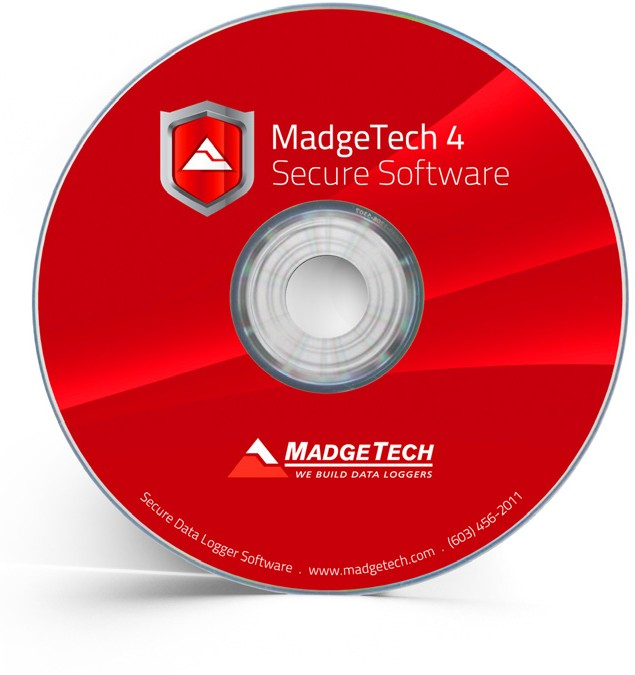 MadgeTech 4
Secure Software
MADGETECH
WE BUILD DATA LOGGERS
Secure Data Logger Software . www.madgetech.com . (603) 456-2011